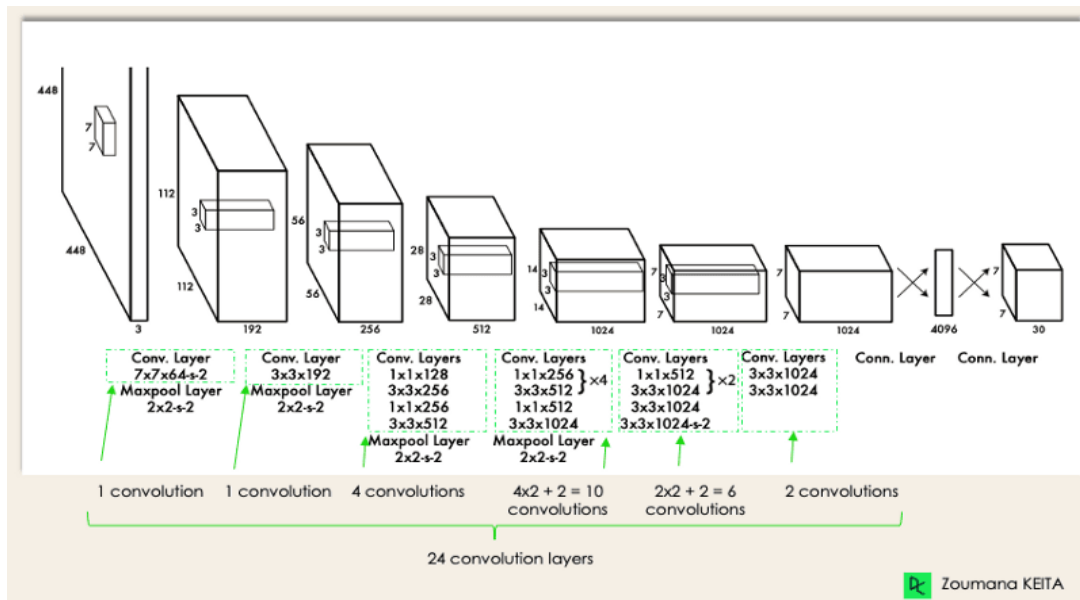 448
7
7
448
3
112
3
3
112
192
56
3
3
56
256
28
3
3
28
512
14
3
3
14
1024
7
3
3
7
1024
7
7
1024
4096
7
7
30
Conv. Layer
7x7x64-s-2
Maxpool Layer
2x2-s-2
Conv. Layer
3x3x192
Maxpool Layer
2x2-s-2
Conv. Layers
1x1x128
3x3x256
1x1x256
3x3x512
Maxpool Layer
2x2-s-2
Conv. Layers
1x1x256
3x3x512
}×4
1x1x512
3x3x1024
Maxpool Layer
2x2-s-2
Conv. Layers
1x1x512
3x3x1024
}×2
3x3x1024
3x3x1024-s-2
Conv. Layers
3x3x1024
3x3x1024
Conn. Layer
Conn. Layer
1 convolution
1 convolution
4 convolutions
4x2 + 2 = 10
convolutions
2x2 + 2 = 6
convolutions
2 convolutions
24 convolution layers
DC Zoumana KEITA